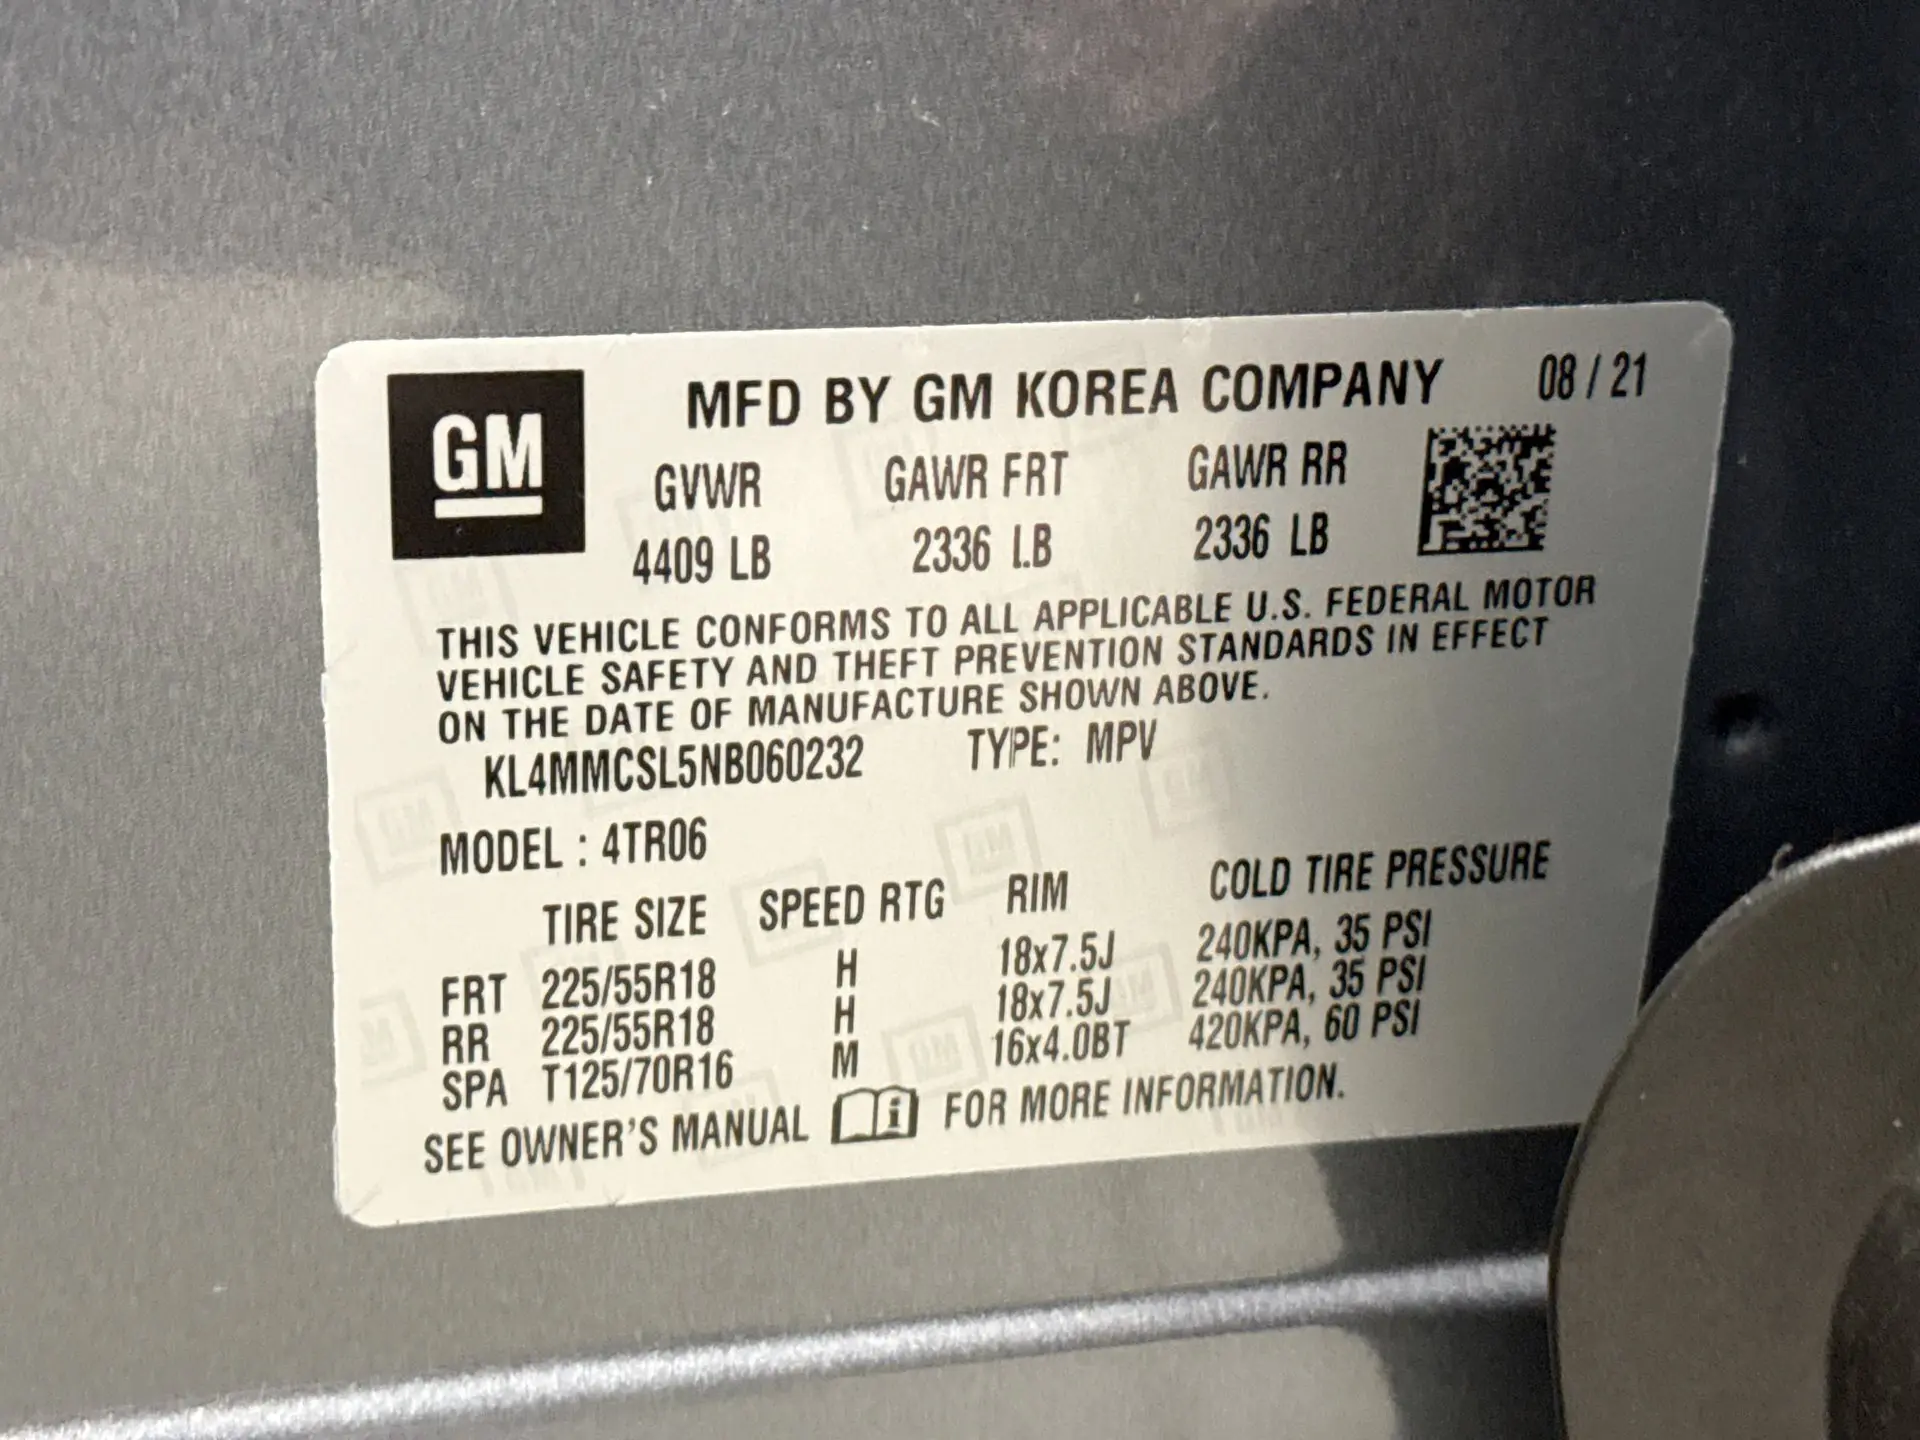 GM
MFD BY GM KOREA COMPANY 08 / 21
GVWR GAWR FRT GAWR RR
4409 LB 2336 LB 2336 LB
THIS VEHICLE CONFORMS TO ALL APPLICABLE U.S. FEDERAL MOTOR
VEHICLE SAFETY AND THEFT PREVENTION STANDARDS IN EFFECT
ON THE DATE OF MANUFACTURE SHOWN ABOVE.
KL4MMCSL5NB060232 TYPE: MPV
MODEL : 4TR06
TIRE SIZE SPEED RTG RIM COLD TIRE PRESSURE
FRT 225/55R18 H 18x7.5J 240KPA, 35 PSI
RR 225/55R18 H 18x7.5J 240KPA, 35 PSI
SPA T125/70R16 M 16x4.0BT 420KPA, 60 PSI
SEE OWNER'S MANUAL i FOR MORE INFORMATION.